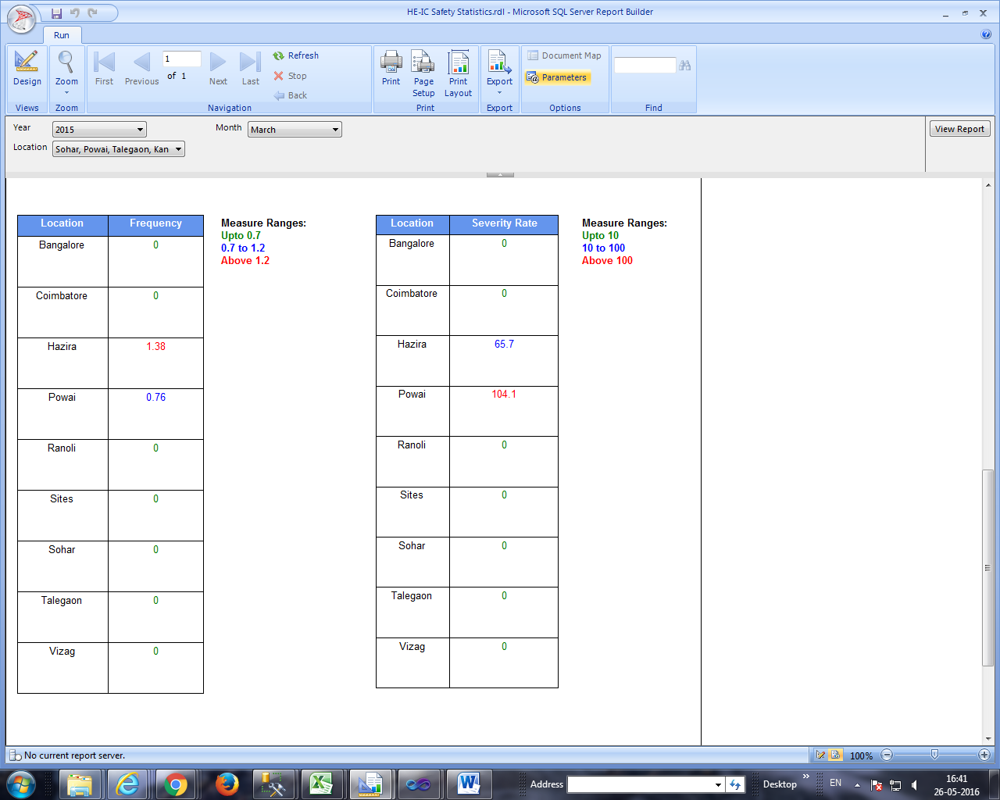 HE-IC Safety Statistics.rdl - Microsoft SQL Server Report Builder
Run
Design
Views
Zoom
Zoom
First
Previous
1
of 1
Next
Last
Refresh
Stop
Back
Navigation
Print
Page Setup
Print Layout
Print
Export
Export
Document Map
Parameters
Options
Find
Year 2015 Month March
Location Sohar, Powai, Talegaon, Kan
View Report
Location Frequency
Bangalore 0
Coimbatore 0
Hazira 1.38
Powai 0.76
Ranoli 0
Sites 0
Sohar 0
Talegaon 0
Vizag 0
Measure Ranges:
Upto 0.7
0.7 to 1.2
Above 1.2
Location Severity Rate
Bangalore 0
Coimbatore 0
Hazira 65.7
Powai 104.1
Ranoli 0
Sites 0
Sohar 0
Talegaon 0
Vizag 0
Measure Ranges:
Upto 10
10 to 100
Above 100
No current report server.
100%
Address
Desktop
EN
16:41
26-05-2016